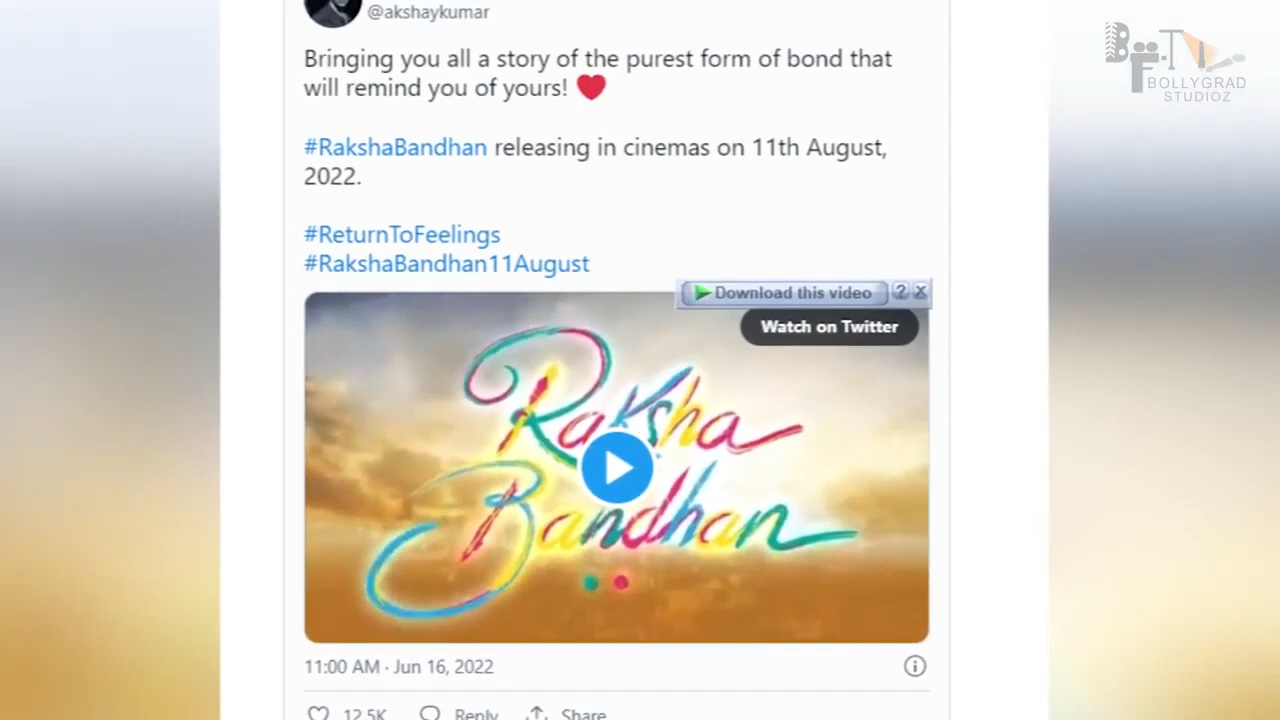 @akshaykumar
BFT
BOLLYGRAD
STUDIOZ
Bringing you all a story of the purest form of bond that
will remind you of yours! ❤️
#RakshaBandhan releasing in cinemas on 11th August,
2022.
#ReturnToFeelings
#RakshaBandhan11August
Download this video ? X
Watch on Twitter
Raksha
Bandhan
11:00 AM · Jun 16, 2022
12.5K Reply Share